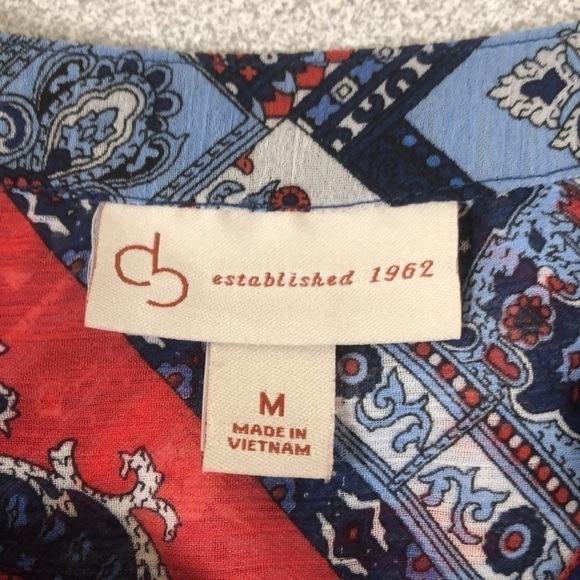 cb established 1962
M
MADE IN
VIETNAM